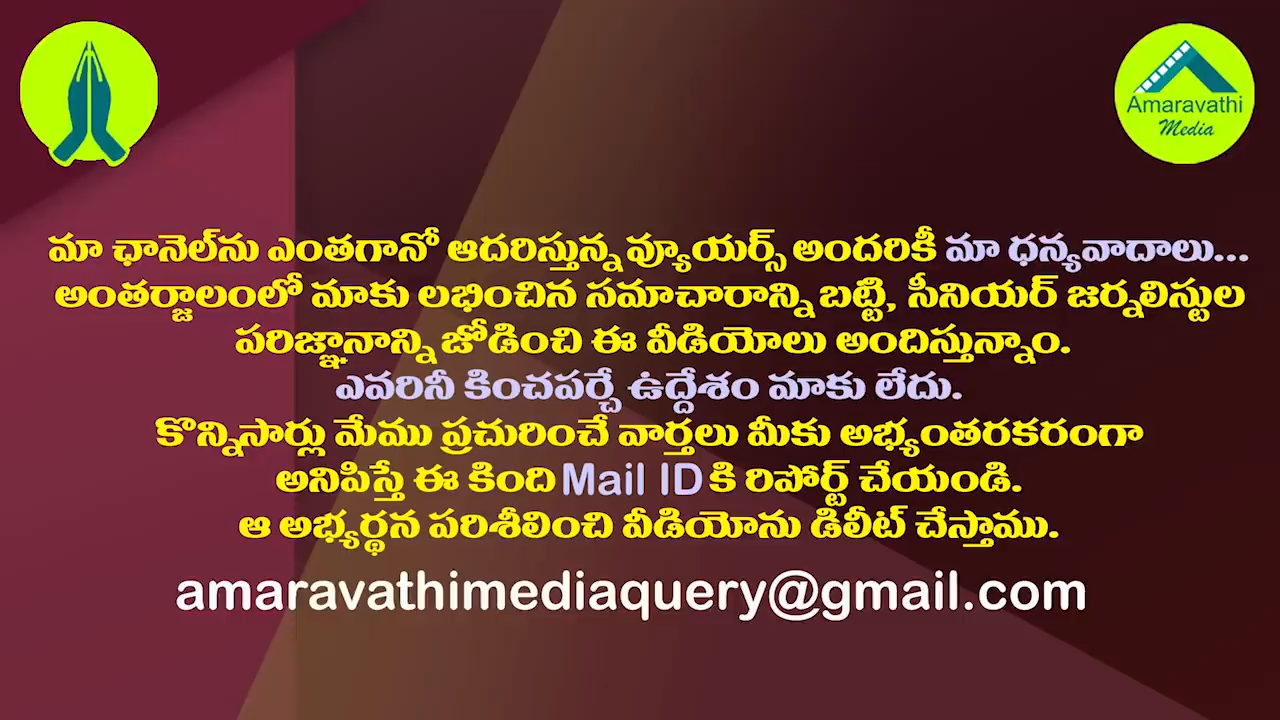 Amaravathi
Media
మా ఛానెల్‌ను ఎంతగానో ఆదరిస్తున్న వ్యూయర్స్ అందరికీ మా ధన్యవాదాలు...
అంతర్జాలంలో మాకు లభించిన సమాచారాన్ని బట్టి, సీనియర్ జర్నలిస్టుల
పరిజ్ఞానాన్ని జోడించి ఈ వీడియోలు అందిస్తున్నాం.
ఎవరినీ కించపర్చే ఉద్దేశం మాకు లేదు.
కొన్నిసార్లు మేము ప్రచురించే వార్తలు మీకు అభ్యంతరకరంగా
అనిపిస్తే ఈ కింది Mail ID కి రిపోర్ట్ చేయండి.
ఆ అభ్యర్థన పరిశీలించి వీడియోను డిలీట్ చేస్తాము.
amaravathimediaquery@gmail.com